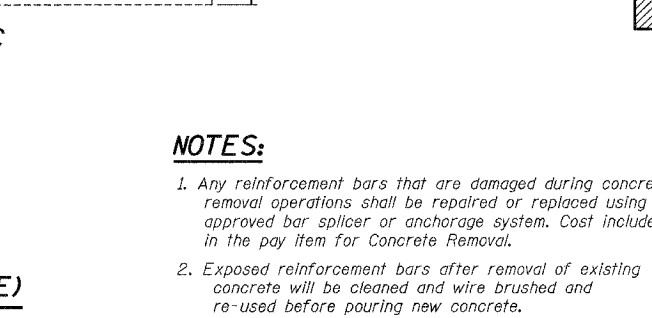 NOTES:
1. Any reinforcement bars that are damaged during concre
removal operations shall be repaired or replaced using
approved bar splicer or anchorage system. Cost include
in the pay item for Concrete Removal.
E)
2. Exposed reinforcement bars after removal of existing
concrete will be cleaned and wire brushed and
re-used before pouring new concrete.